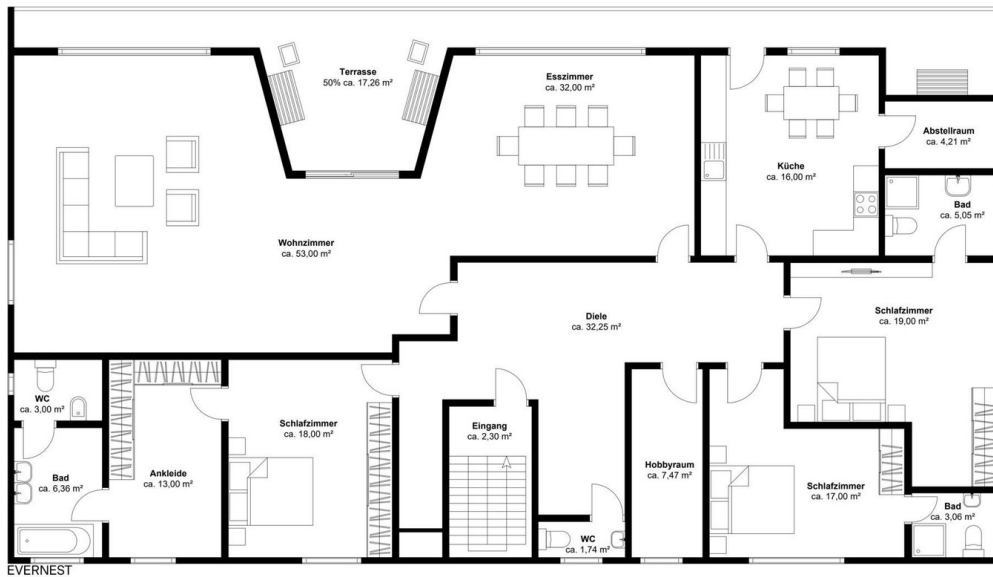 Terrasse
50% ca. 17,26 m²
Esszimmer
ca. 32,00 m²
Abstellraum
ca. 4,21 m²
Küche
ca. 16,00 m²
Bad
ca. 5,05 m²
Wohnzimmer
ca. 53,00 m²
Diele
ca. 32,25 m²
Schlafzimmer
ca. 19,00 m²
WC
ca. 3,00 m²
Schlafzimmer
ca. 18,00 m²
Eingang
ca. 2,30 m²
Bad
ca. 6,36 m²
Ankleide
ca. 13,00 m²
Hobbyraum
ca. 7,47 m²
Schlafzimmer
ca. 17,00 m²
Bad
ca. 3,06 m²
WC
ca. 1,74 m²
EVERNEST